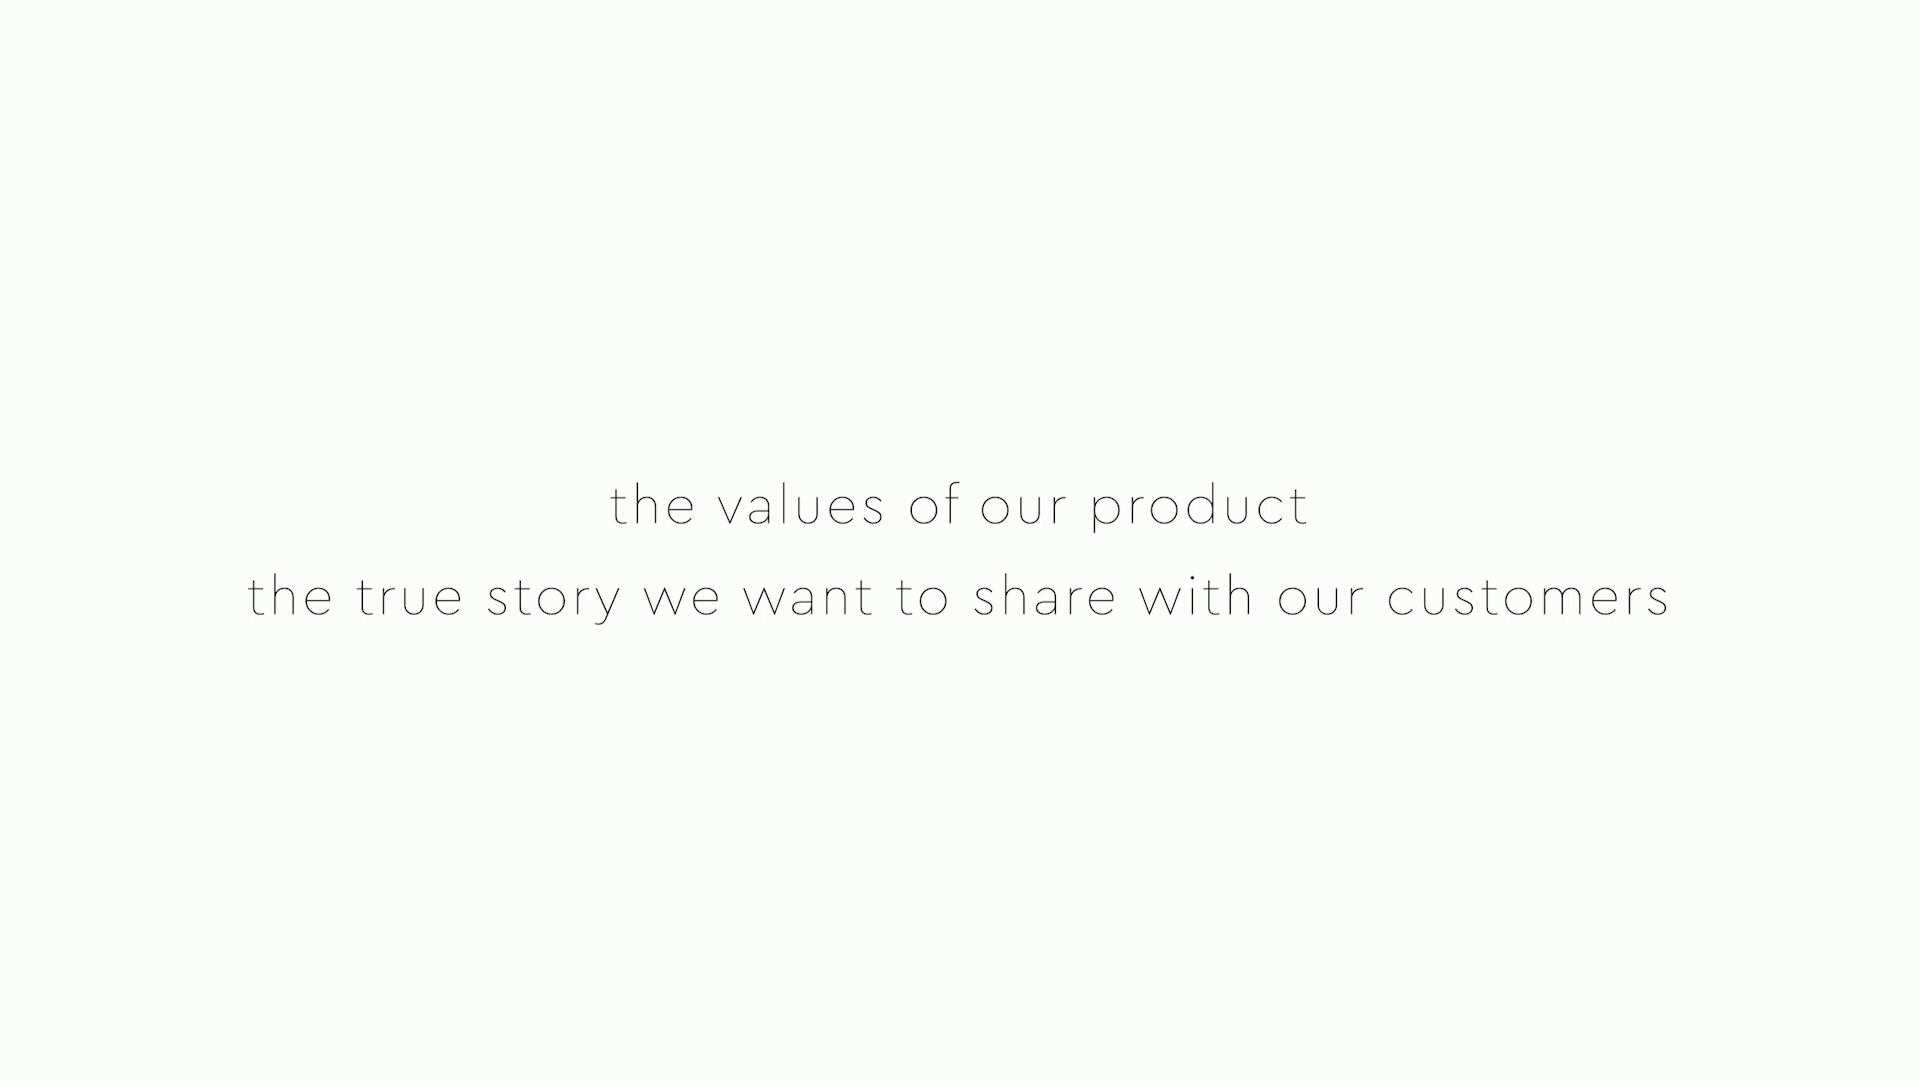 the values of our product
the true story we want to share with our customers